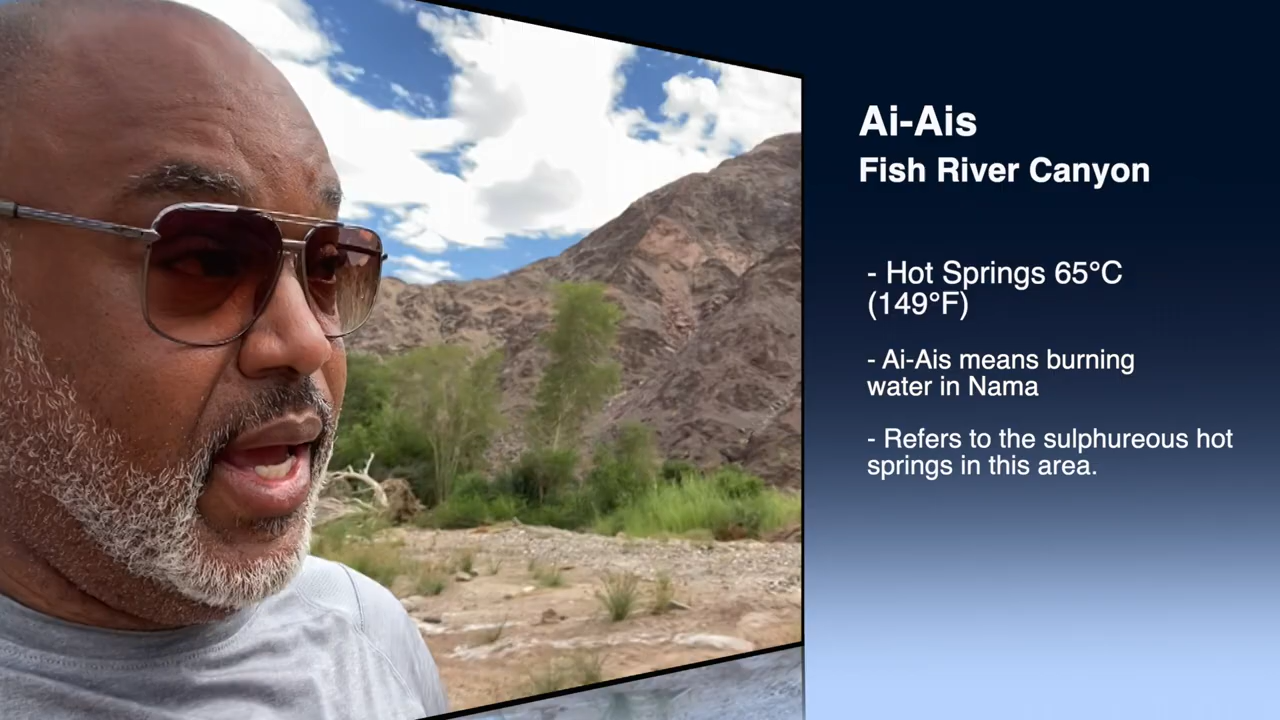 Ai-Ais
Fish River Canyon
- Hot Springs 65°C
(149°F)
- Ai-Ais means burning
water in Nama
- Refers to the sulphureous hot
springs in this area.